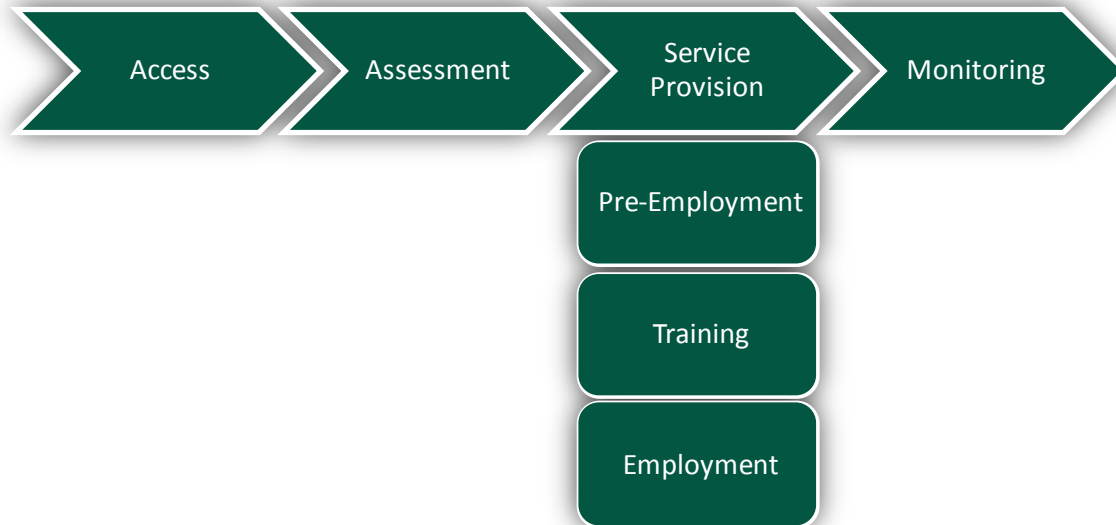 Access
Assessment
Service
Provision
Monitoring
Pre-Employment
Training
Employment